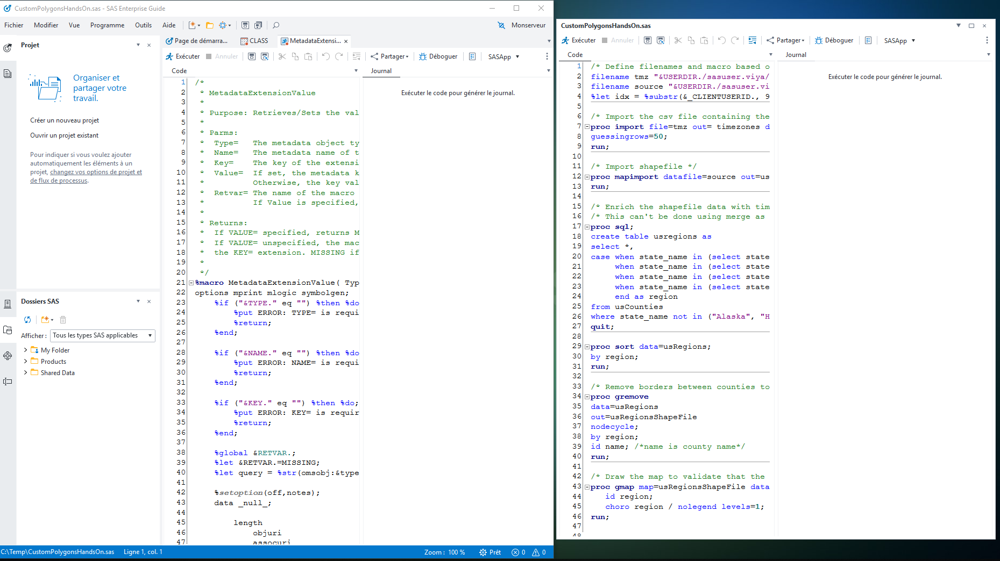 CustomPolygonsHandsOn.sas - SAS Enterprise Guide
Fichier Modifier Vue Programme Outils Aide Monserveur
Projet
Organiser et
partager votre
travail.
Créer un nouveau projet
Ouvrir un projet existant
Pour indiquer si vous voulez ajouter
automatiquement les éléments à un
projet, changez vos options de projet et
de flux de processus.
Dossiers SAS
Afficher : Tous les types SAS applicables
My Folder
Products
Shared Data
Page de démarra... CLASS MetadataExtensi...
Exécuter Annuler Partager Déboguer SASApp
Code
1 /*
2 * MetadataExtensionValue
3 *
4 * Purpose: Retrieves/Sets the val
5 *
6 * Parms:
7 * Type= The metadata object ty
8 * Name= The metadata name of t
9 * Key= The key of the extensi
10 * Value= If set, the metadata k
11 * Otherwise, the key val
12 * Retvar= The name of the macro
13 * If Value is specified,
14 *
15 * Returns:
16 * If VALUE= specified, returns M
17 * If VALUE= unspecified, the mac
18 * the KEY= extension. MISSING if
19 *
20 */
21 %macro MetadataExtensionValue( Typ
22 options mprint mlogic symbolgen;
23 %if ("&TYPE." eq "") %then %do
24 %put ERROR: TYPE= is requi
25 %return;
26 %end;
27
28 %if ("&NAME." eq "") %then %do
29 %put ERROR: NAME= is requi
30 %return;
31 %end;
32
33 %if ("&KEY." eq "") %then %do;
34 %put ERROR: KEY= is requir
35 %return;
36 %end;
37
38 %global &RETVAR.;
39 %let &RETVAR.=MISSING;
40 %let query = %str(omsobj:&type
41
42 %setoption(off,notes);
43 data _null_;
44
45 length
46 objuri
47 assocuri
Journal
Exécuter le code pour générer le journal.
C:\Temp\CustomPolygonsHandsOn.sas Ligne 1, col. 1 Zoom : 100 % Prêt 0 0
CustomPolygonsHandsOn.sas
Exécuter Annuler Partager Déboguer SASApp
Code
1 /* Define filenames and macro based o
2 filename tmz "&USERDIR./sasuser.viya/
3 filename source "&USERDIR./sasuser.vi
4 %let idx = %substr(&_CLIENTUSERID., 9
5
6 /* Import the csv file containing the
7 proc import file=tmz out= timezones d
8 guessingrows=50;
9 run;
10
11 /* Import shapefile */
12 proc mapimport datafile=source out=us
13 run;
14
15 /* Enrich the shapefile data with tim
16 /* This can't be done using merge as
17 proc sql;
18 create table usregions as
19 select *,
20 case when state_name in (select state
21 when state_name in (select state
22 when state_name in (select state
23 when state_name in (select state
24 end as region
25 from usCounties
26 where state_name not in ("Alaska", "H
27 quit;
28
29 proc sort data=usRegions;
30 by region;
31 run;
32
33 /* Remove borders between counties to
34 proc gremove
35 data=usRegions
36 out=usRegionsShapeFile
37 nodecycle;
38 by region;
39 id name; /*name is county name*/
40 run;
41
42 /* Draw the map to validate that the
43 proc gmap map=usRegionsShapeFile data
44 id region;
45 choro region / nolegend levels=1;
46 run;
47
48
Journal
Exécuter le code pour générer le journal.